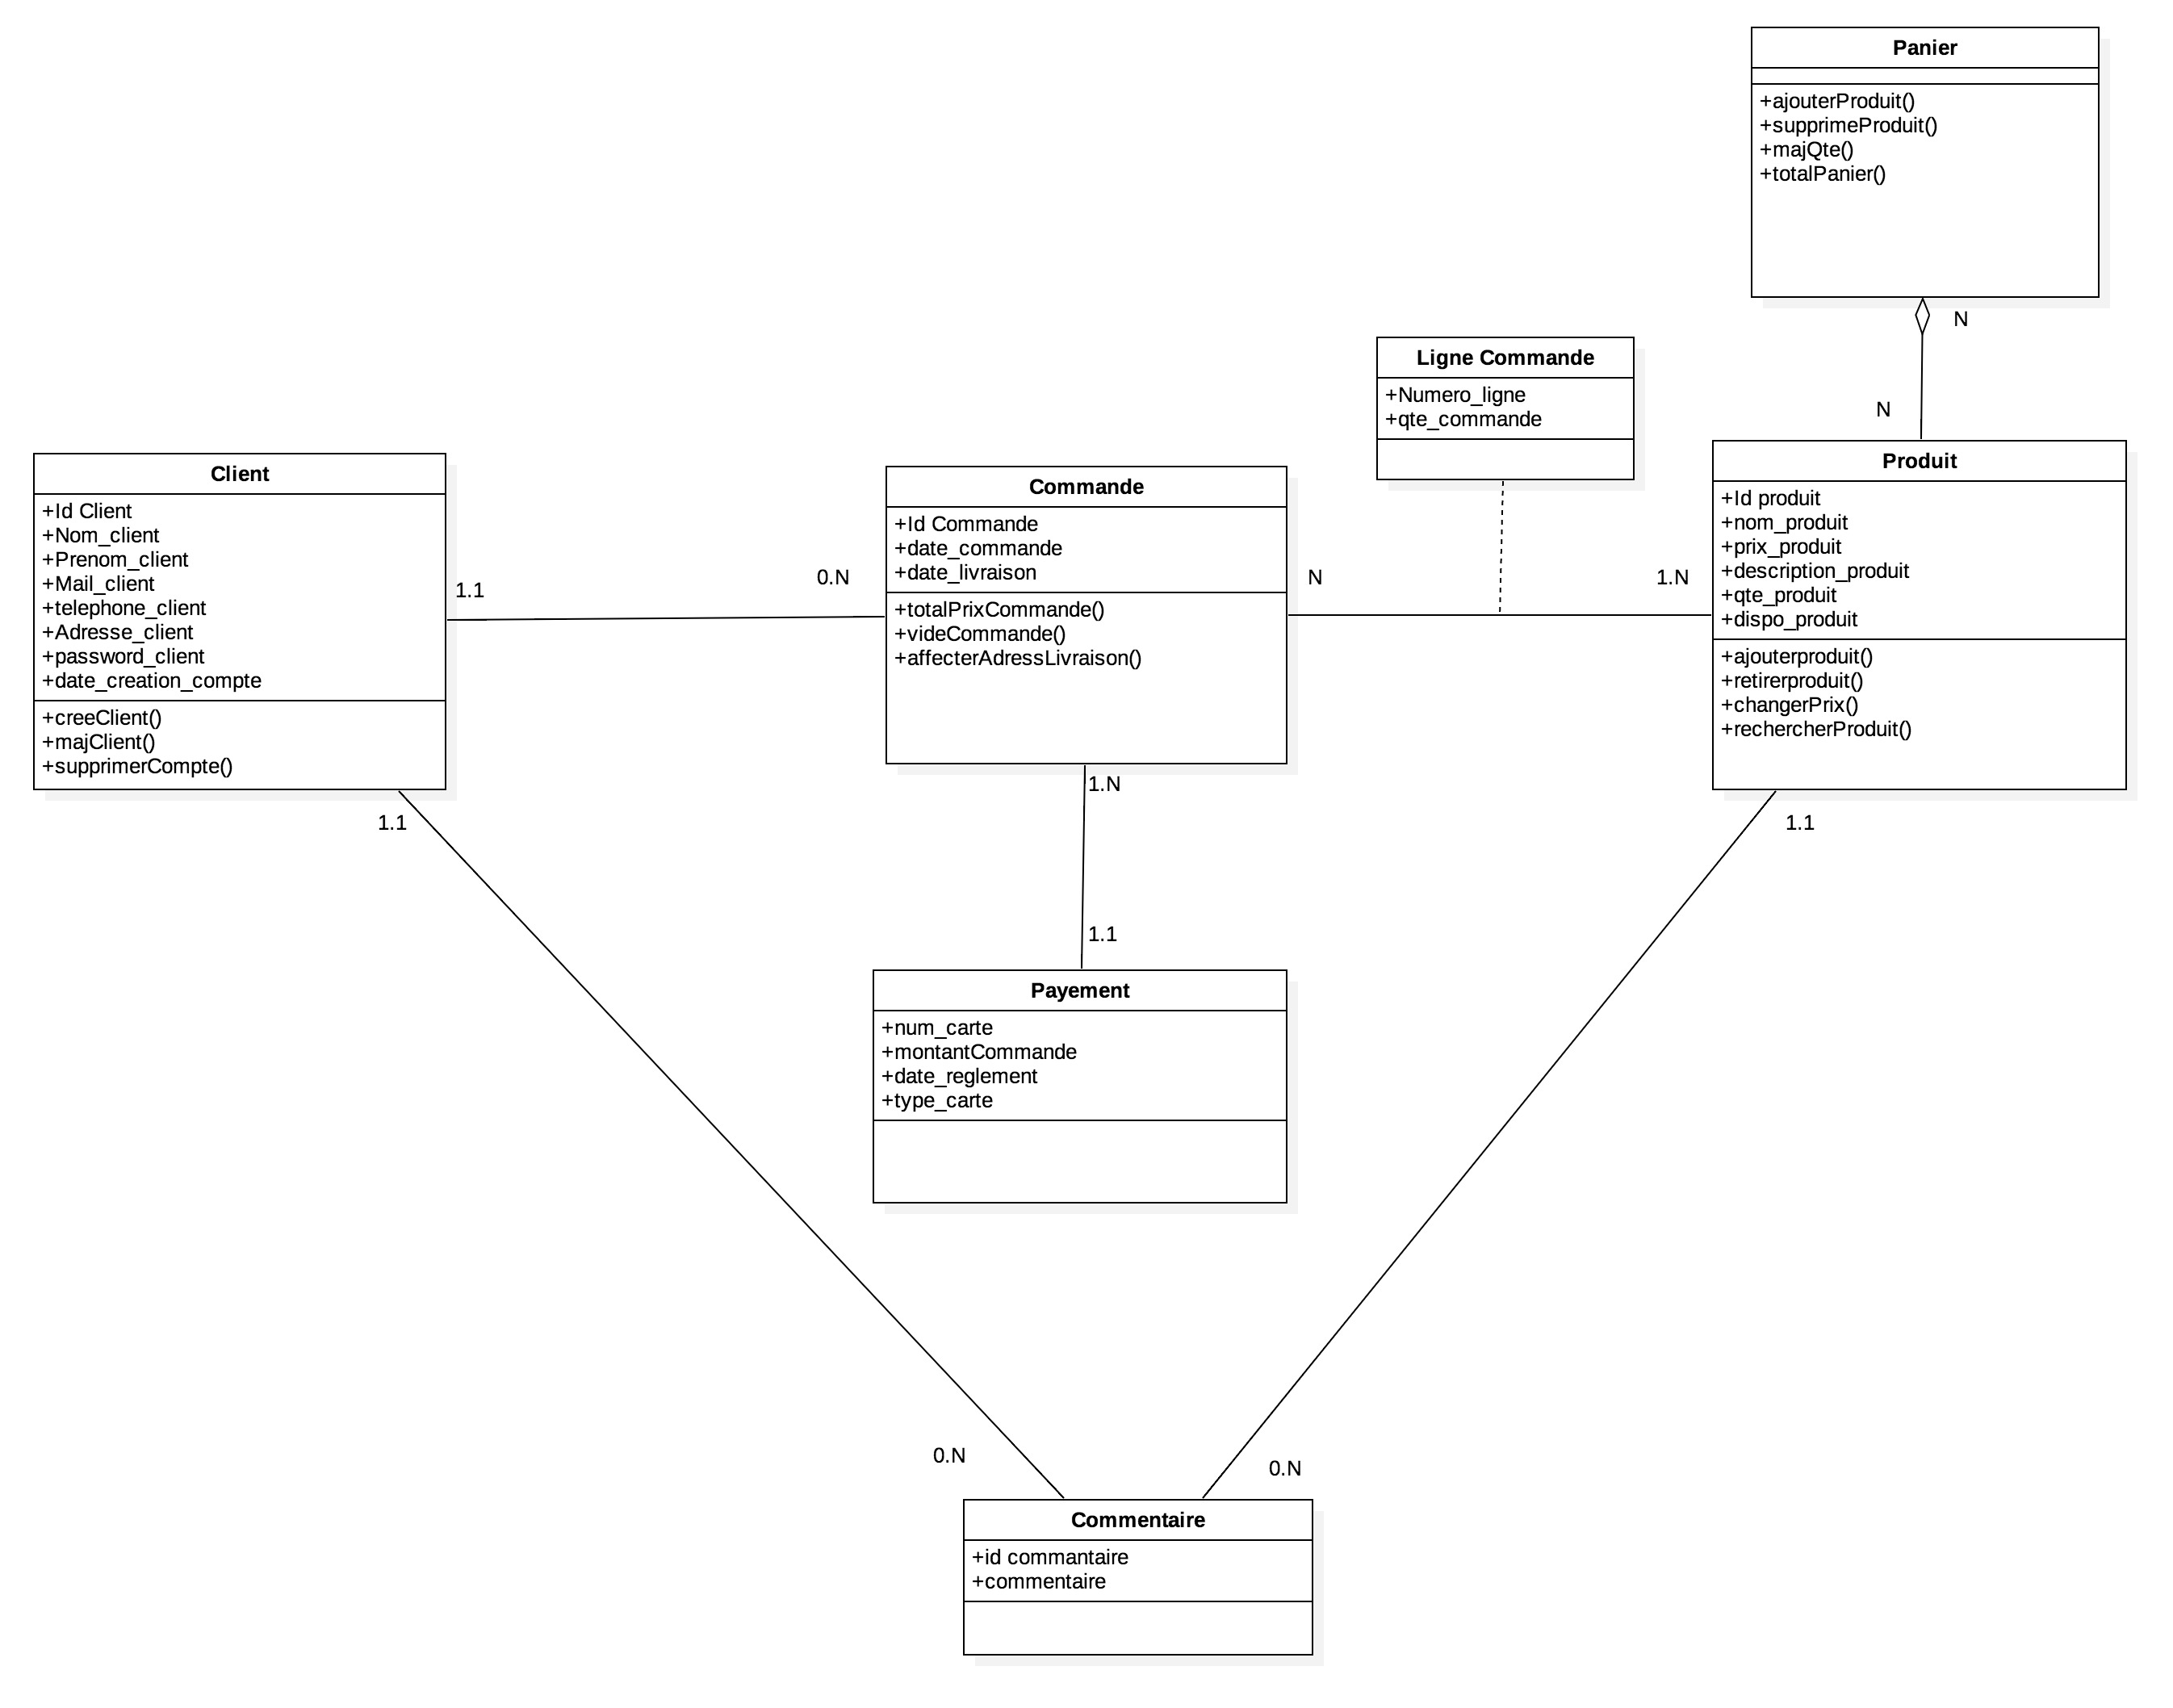 Panier
+ajouterProduit()
+supprimeProduit()
+majQte()
+totalPanier()
N
N
Ligne Commande
+Numero_ligne
+qte_commande
Client
+Id Client
+Nom_client
+Prenom_client
+Mail_client
+telephone_client
+Adresse_client
+password_client
+date_creation_compte
+creeClient()
+majClient()
+supprimerCompte()
1.1
0.N
Commande
+Id Commande
+date_commande
+date_livraison
+totalPrixCommande()
+videCommande()
+affecterAdressLivraison()
N
1.N
Produit
+Id produit
+nom_produit
+prix_produit
+description_produit
+qte_produit
+dispo_produit
+ajouterproduit()
+retirerproduit()
+changerPrix()
+rechercherProduit()
1.N
1.1
1.1
1.1
Payement
+num_carte
+montantCommande
+date_reglement
+type_carte
0.N
0.N
Commentaire
+id commantaire
+commentaire